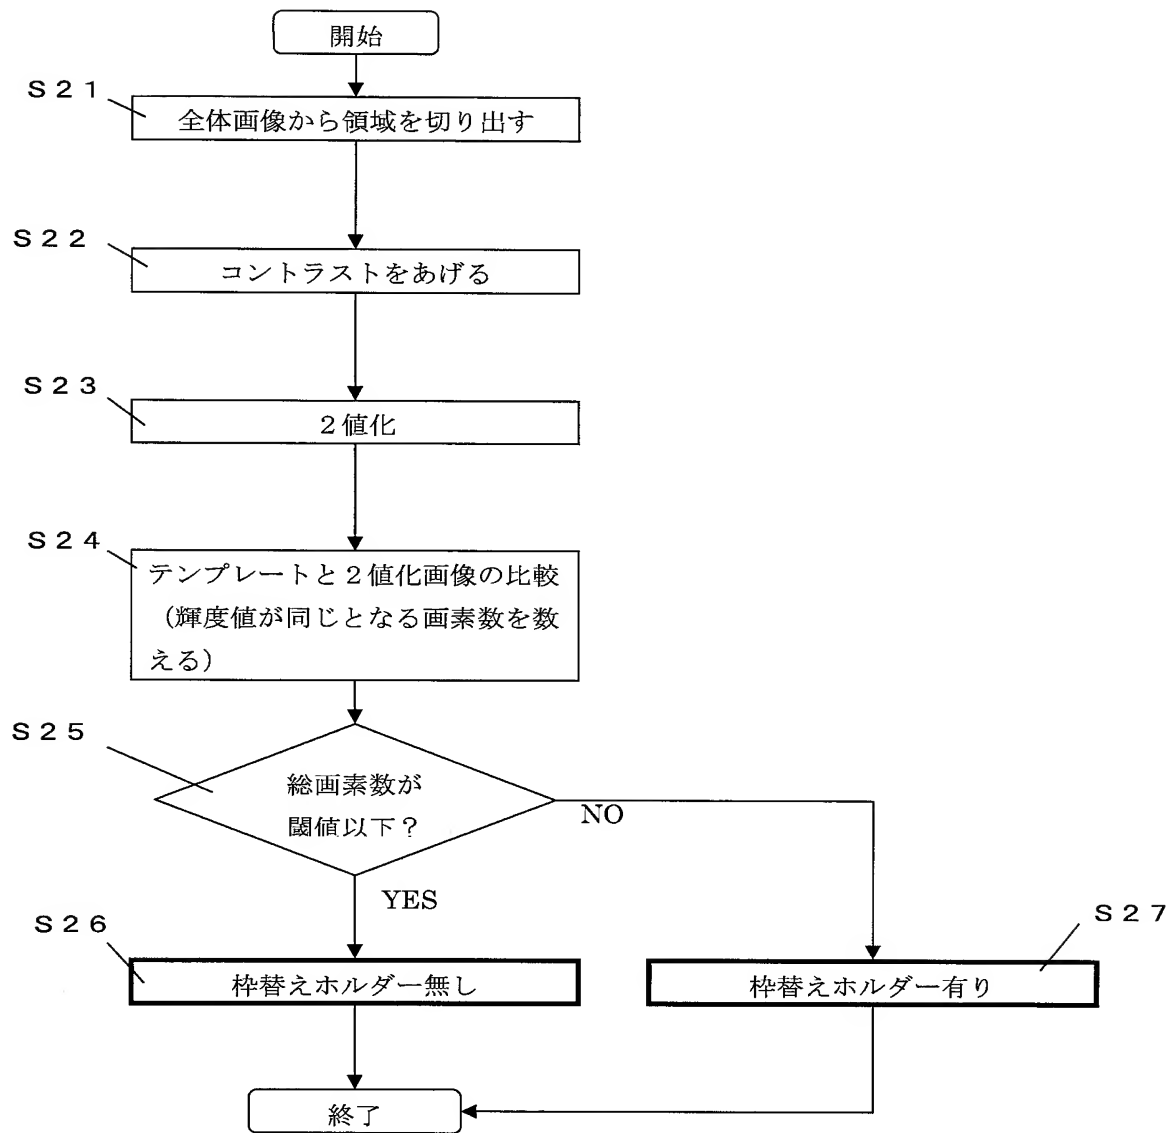 開始
S21
全体画像から領域を切り出す
S22
コントラストをあげる
S23
2値化
S24
テンプレートと2値化画像の比較
(輝度値が同じとなる画素数を数
える)
S25
総画素数が
閾値以下?
NO
YES
S26
枠替えホルダー無し
S27
枠替えホルダー有り
終了